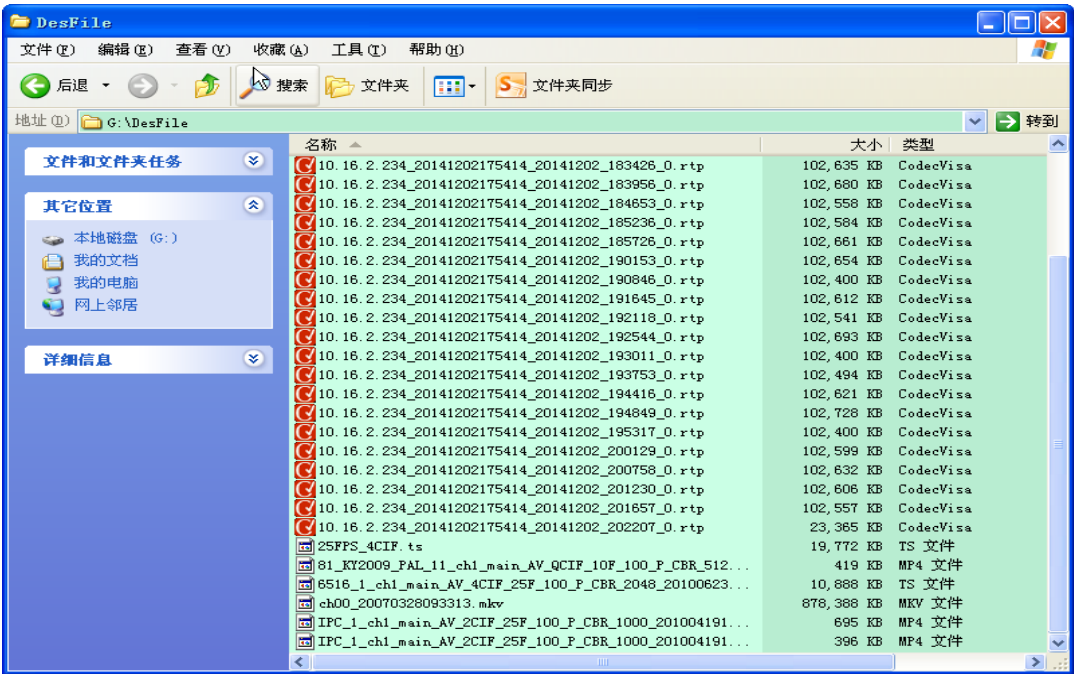 DesFile
文件(F) 编辑(E) 查看(V) 收藏(A) 工具(T) 帮助(H)
后退 搜索 文件夹 文件夹同步
地址(D) G:\DesFile 转到
文件和文件夹任务
其它位置
本地磁盘 (G:)
我的文档
我的电脑
网上邻居
详细信息
名称 大小 类型
10.16.2.234_20141202175414_20141202_183426_0.rtp 102,635 KB CodecVisa
10.16.2.234_20141202175414_20141202_183956_0.rtp 102,680 KB CodecVisa
10.16.2.234_20141202175414_20141202_184653_0.rtp 102,558 KB CodecVisa
10.16.2.234_20141202175414_20141202_185236_0.rtp 102,584 KB CodecVisa
10.16.2.234_20141202175414_20141202_185726_0.rtp 102,661 KB CodecVisa
10.16.2.234_20141202175414_20141202_190153_0.rtp 102,654 KB CodecVisa
10.16.2.234_20141202175414_20141202_190846_0.rtp 102,400 KB CodecVisa
10.16.2.234_20141202175414_20141202_191645_0.rtp 102,612 KB CodecVisa
10.16.2.234_20141202175414_20141202_192118_0.rtp 102,541 KB CodecVisa
10.16.2.234_20141202175414_20141202_192544_0.rtp 102,693 KB CodecVisa
10.16.2.234_20141202175414_20141202_193011_0.rtp 102,400 KB CodecVisa
10.16.2.234_20141202175414_20141202_193753_0.rtp 102,494 KB CodecVisa
10.16.2.234_20141202175414_20141202_194416_0.rtp 102,621 KB CodecVisa
10.16.2.234_20141202175414_20141202_194849_0.rtp 102,728 KB CodecVisa
10.16.2.234_20141202175414_20141202_195317_0.rtp 102,400 KB CodecVisa
10.16.2.234_20141202175414_20141202_200129_0.rtp 102,599 KB CodecVisa
10.16.2.234_20141202175414_20141202_200758_0.rtp 102,632 KB CodecVisa
10.16.2.234_20141202175414_20141202_201230_0.rtp 102,606 KB CodecVisa
10.16.2.234_20141202175414_20141202_201657_0.rtp 102,557 KB CodecVisa
10.16.2.234_20141202175414_20141202_202207_0.rtp 23,365 KB CodecVisa
25FPS_4CIF.ts 19,772 KB TS 文件
81_KY2009_PAL_11_ch1_main_AV_QCIF_10F_100_P_CBR_512... 419 KB MP4 文件
6516_1_ch1_main_AV_4CIF_25F_100_P_CBR_2048_20100623... 10,888 KB TS 文件
ch00_20070328093313.mkv 878,388 KB MKV 文件
IPC_1_ch1_main_AV_2CIF_25F_100_P_CBR_1000_201004191... 695 KB MP4 文件
IPC_1_ch1_main_AV_2CIF_25F_100_P_CBR_1000_201004191... 396 KB MP4 文件